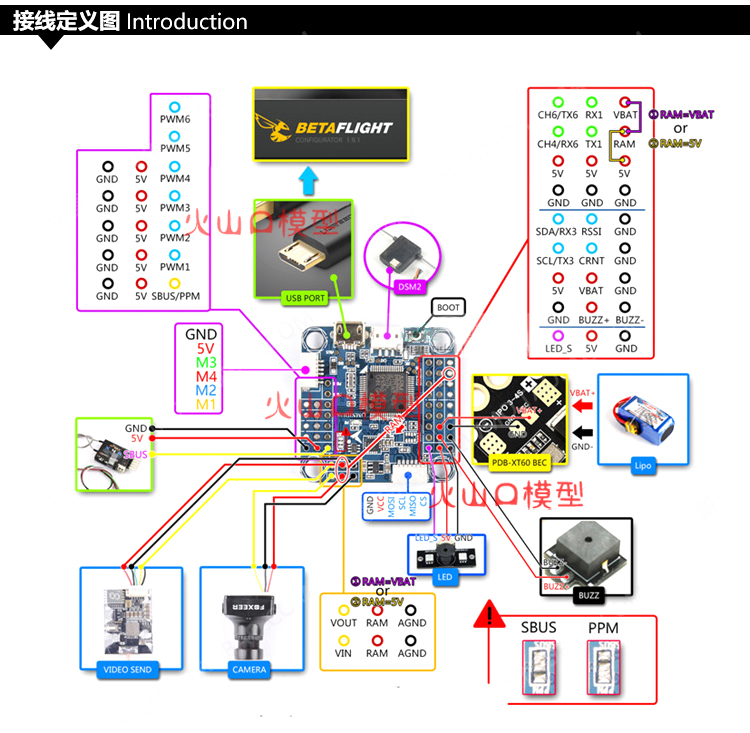 接线定义图 Introduction
PWM6
PWM5
GND 5V PWM4
GND 5V PWM3
GND 5V PWM2
GND 5V PWM1
GND 5V SBUS/PPM
BETAFLIGHT
CONFIGURATOR
火山口模型
USB PORT
DSM2
BOOT
CH6/TX6 RX1 VBAT
CH4/RX6 TX1 RAM
5V 5V 5V
GND GND GND
SDA/RX3 RSSI GND
SCL/TX3 CRNT GND
5V VBAT GND
GND BUZZ+ BUZZ-
LED_S 5V GND
① RAM=VBAT
or
② RAM=5V
GND
5V
M3
M4
M2
M1
火山口模型
RAM
GND
5V
SBUS
LIPO 3-4S
VBAT+
GND
PDB-XT60 BEC
VBAT+
GND-
Lipo
GND
VCC
MOSI
SCL
MISO
CS
火山口模型
LED_S 5V GND
LED
BUZZ-
BUZZ+
BUZZ
VIDEO SEND
FOXEER
CAMERA
① RAM=VBAT
or
② RAM=5V
VOUT RAM AGND
VIN RAM AGND
!
SBUS PPM